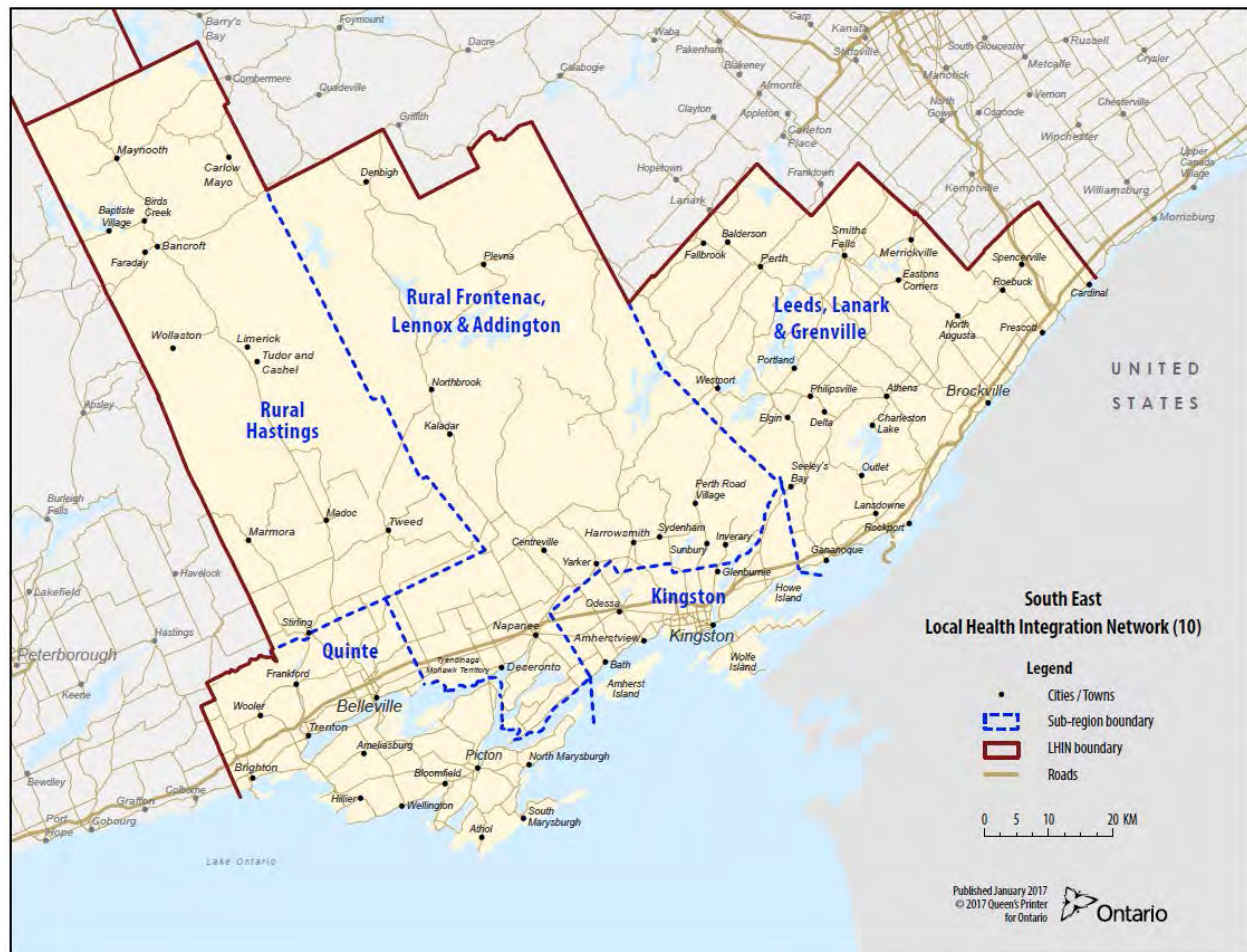 Barry's
Bay
Foymount
Combermere
Dacre
Quadeville
Calabogie
Griffith
Waba
Pakenham
Blakeney
Almonte
Clayton
Appleton
Carleton
Place
Carp
Kanata
Stittsville
South Gloucester
Manotick
Metcalfe
Russell
Crysler
Vernon
North
Gower
Osgoode
Chesterville
Winchester
Upper
Canada
Village
Williamsburg
Morrisburg
Kemptville
Hopetown
Lanark
Franktown
Maynooth
Carlow
Mayo
Birds
Creek
Baptiste
Village
Bancroft
Faraday
Wollaston
Limerick
Tudor and
Cashel
Rural
Hastings
Marmora
Madoc
Tweed
Denbigh
Plevna
Rural Frontenac,
Lennox & Addington
Northbrook
Kaladar
Perth Road
Village
Centreville
Harrowsmith
Sydenham
Sunbury
Inverary
Yarker
Fallbrook
Balderson
Perth
Smiths
Falls
Merrickville
Eastons
Corners
Spencerville
Roebuck
Cardinal
North
Augusta
Prescott
Leeds, Lanark
& Grenville
Portland
Westport
Philipsville
Athens
Elgin
Delta
Charleston
Lake
Brockville
Seeley's
Bay
Outlet
Lansdowne
Rockport
Gananoque
UNITED
STATES
Apsley
Burleigh
Falls
Havelock
Lakefield
Hastings
Peterborough
Keene
Bewdley
Port
Hope
Cobourg
Grafton
Colborne
Stirling
Quinte
Frankford
Wooler
Trenton
Brighton
Belleville
Tyendinaga
Mohawk Territory
Napanee
Deseronto
Odessa
Amherstview
Bath
Amherst
Island
Kingston
Glenburnie
Kingston
Howe
Island
Wolfe
Island
Ameliasburg
Picton
North Marysburgh
Bloomfield
Hillier
Wellington
South
Marysburgh
Athol
Lake Ontario
South East
Local Health Integration Network (10)
Legend
Cities / Towns
Sub-region boundary
LHIN boundary
Roads
0 5 10 20 KM
Published January 2017
© 2017 Queen's Printer
for Ontario
Ontario